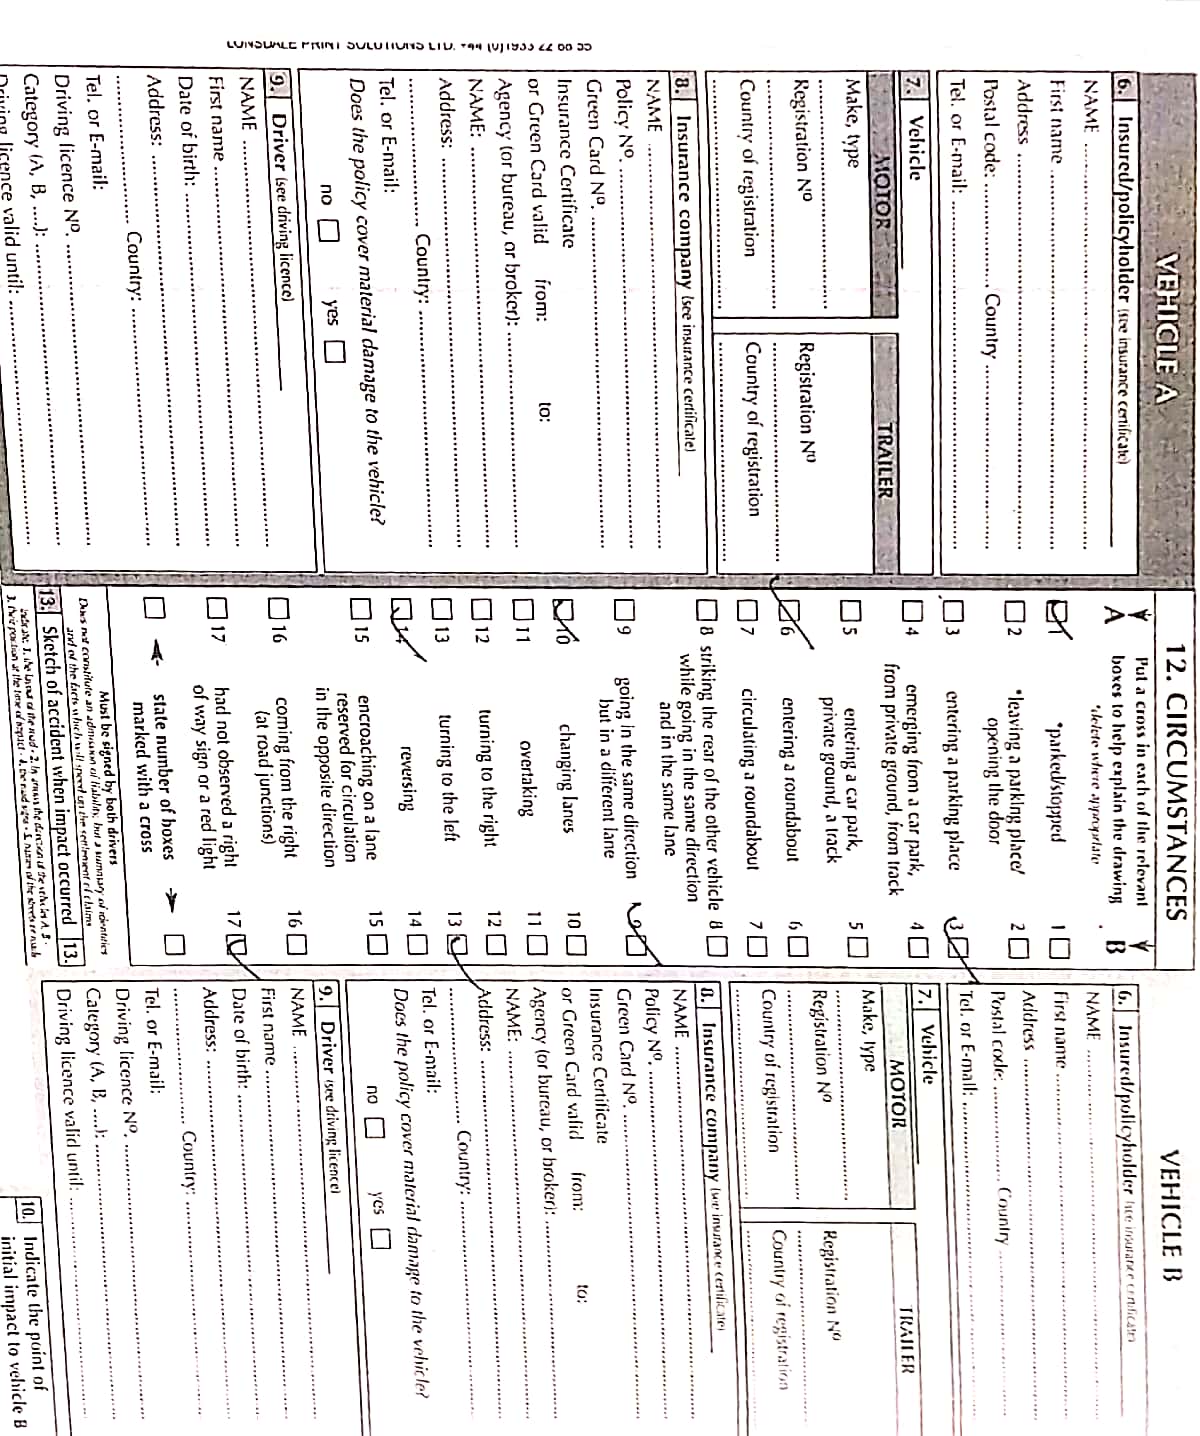 VEHICLE A
6. Insured/policyholder (see insurance certificate)
NAME
First name
Address
Postal code: Country
Tel. or E-mail:
7. Vehicle
MOTOR
TRAILER
Make, type
Registration Nº
Registration Nº
Country of registration
Country of registration
8. Insurance company (see insurance certificate)
NAME
Policy Nº.
Green Card Nº.
Insurance Certificate
or Green Card valid from: to:
Agency (or bureau, or broker):
NAME:
Address:
Country:
Tel. or E-mail:
Does the policy cover material damage to the vehicle?
no yes
9. Driver (see driving licence)
NAME
First name
Date of birth:
Address:
Country:
Tel. or E-mail:
Driving licence Nº.
Category (A, B, ....):
Driving licence valid until:
LONSDALE PRINT SOLUTIONS LTD. +44 (0)1933 22 88 55
12. CIRCUMSTANCES
Put a cross in each of the relevant
A boxes to help explain the drawing B
*delete where appropriate
1 *parked/stopped 1
2 *leaving a parking place/ 2
opening the door
3 entering a parking place 3
4 emerging from a car park, 4
from private ground, from track
5 entering a car park, 5
private ground, a track
6 entering a roundabout 6
7 circulating a roundabout 7
8 striking the rear of the other vehicle 8
while going in the same direction
and in the same lane
9 going in the same direction 9
but in a different lane
10 changing lanes 10
11 overtaking 11
12 turning to the right 12
13 turning to the left 13
14 reversing 14
15 encroaching on a lane 15
reserved for circulation
in the opposite direction
16 coming from the right 16
(at road junctions)
17 had not observed a right 17
of way sign or a red light
state number of boxes
marked with a cross
Must be signed by both drivers
Does not constitute an admission of liability, but a summary of identities
and of the facts which will speed up the settlement of claims
13. Sketch of accident when impact occurred 13.
VEHICLE B
6. Insured/policyholder (see insurance certificate)
NAME
First name
Address
Postal code: Country
Tel. or E-mail:
7. Vehicle
MOTOR
TRAILER
Make, type
Registration Nº
Registration Nº
Country of registration
Country of registration
8. Insurance company (see insurance certificate)
NAME
Policy Nº.
Green Card Nº.
Insurance Certificate
or Green Card valid from: to:
Agency (or bureau, or broker):
NAME:
Address:
Country:
Tel. or E-mail:
Does the policy cover material damage to the vehicle?
no yes
9. Driver (see driving licence)
NAME
First name
Date of birth:
Address:
Country:
Tel. or E-mail:
Driving licence Nº.
Category (A, B, ....):
Driving licence valid until:
10. Indicate the point of
initial impact to vehicle B